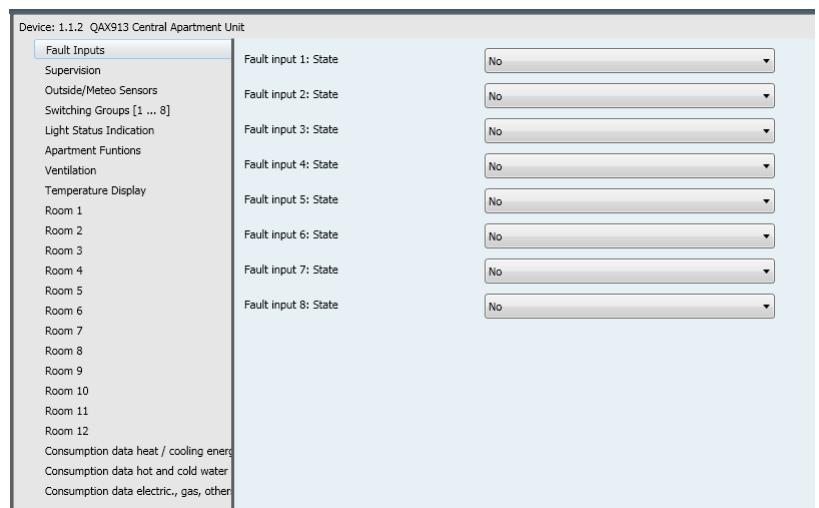 Device: 1.1.2 QAX913 Central Apartment Unit
Fault Inputs
Supervision
Outside/Meteo Sensors
Switching Groups [1 ... 8]
Light Status Indication
Apartment Funtions
Ventilation
Temperature Display
Room 1
Room 2
Room 3
Room 4
Room 5
Room 6
Room 7
Room 8
Room 9
Room 10
Room 11
Room 12
Consumption data heat / cooling energ
Consumption data hot and cold water
Consumption data electric., gas, other
Fault input 1: State No
Fault input 2: State No
Fault input 3: State No
Fault input 4: State No
Fault input 5: State No
Fault input 6: State No
Fault input 7: State No
Fault input 8: State No